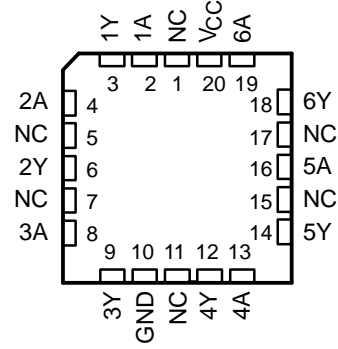 1Y 1A NC VCC 6A
3 2 1 20 19
2A 4 18 6Y
NC 5 17 NC
2Y 6 16 5A
NC 7 15 NC
3A 8 14 5Y
9 10 11 12 13
3Y GND NC 4Y 4A